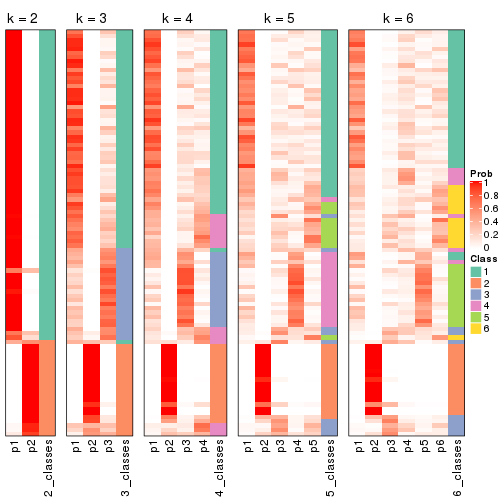 k = 2
k = 3
k = 4
k = 5
k = 6
p1
p2
2_classes
p1
p2
p3
3_classes
p1
p2
p3
p4
4_classes
p1
p2
p3
p4
p5
5_classes
p1
p2
p3
p4
p5
p6
6_classes
Prob
1
0.8
0.6
0.4
0.2
0
Class
1
2
3
4
5
6